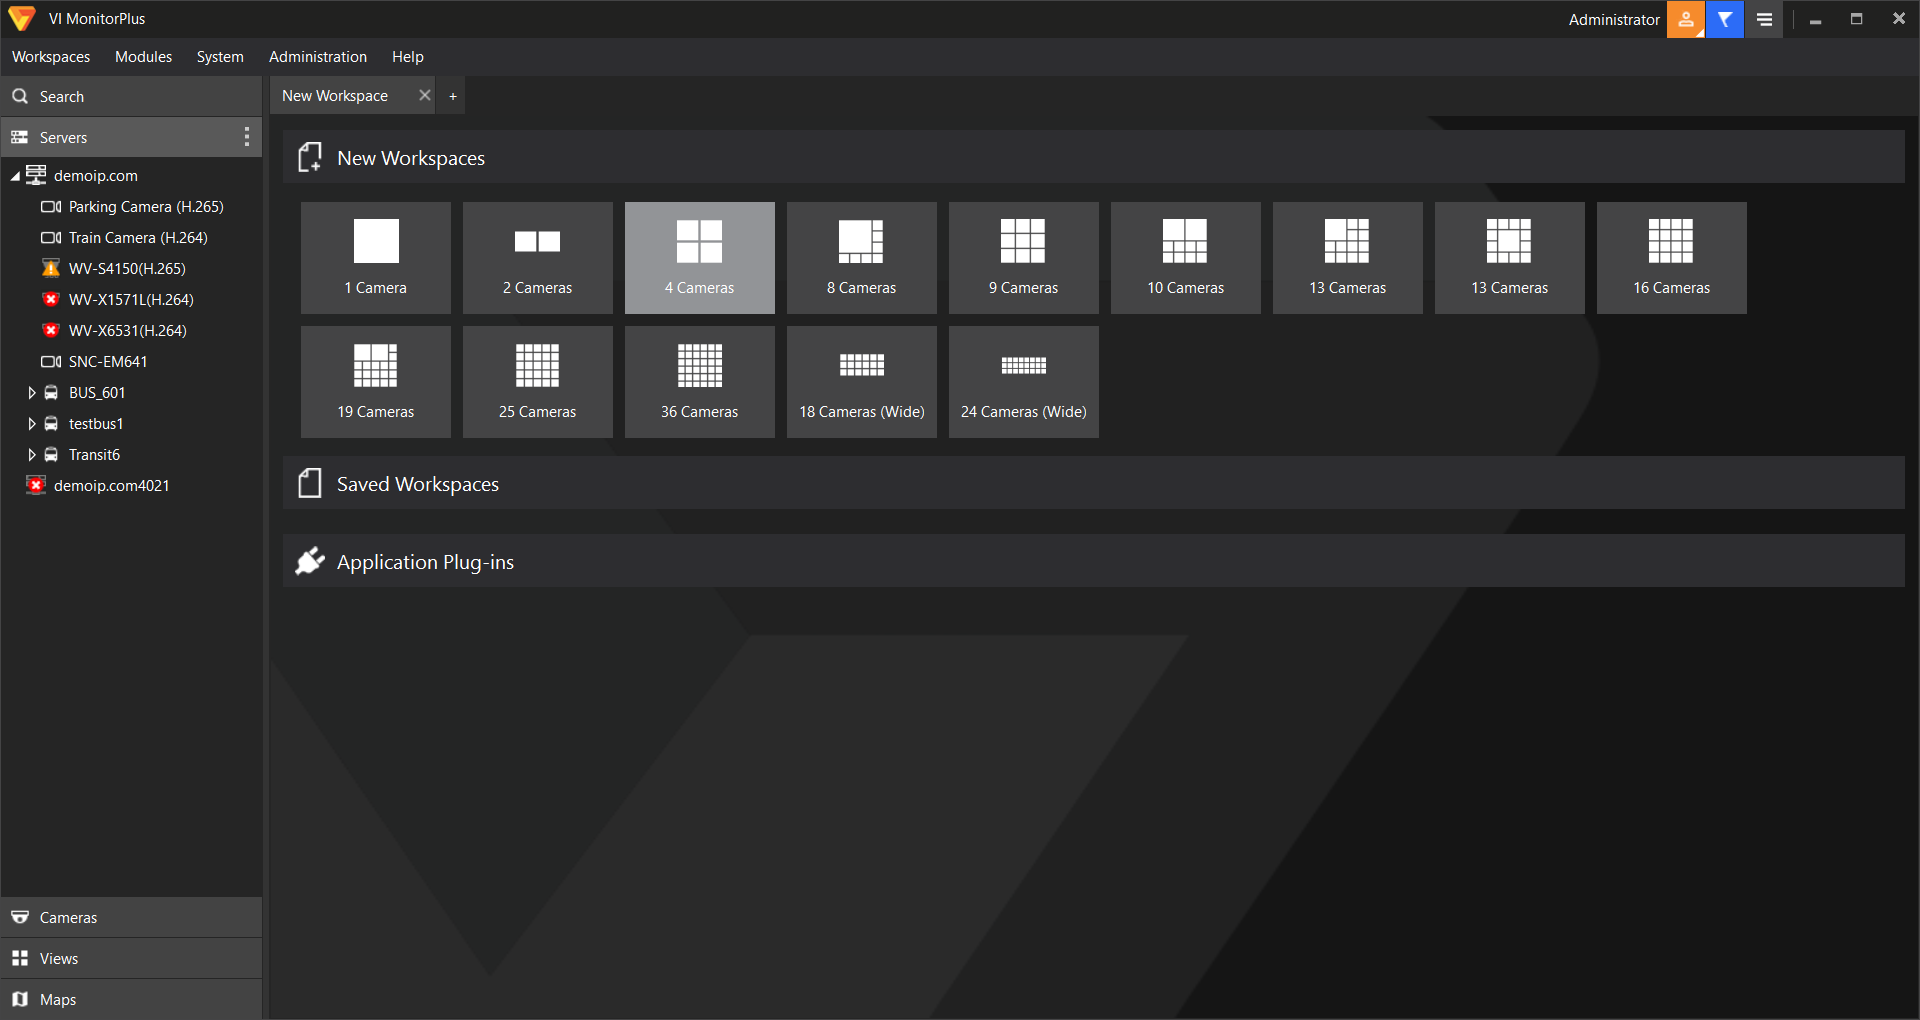 VI MonitorPlus
Administrator
Workspaces Modules System Administration Help
Search
Servers
demoip.com
Parking Camera (H.265)
Train Camera (H.264)
WV-S4150(H.265)
WV-X1571L(H.264)
WV-X6531(H.264)
SNC-EM641
BUS_601
testbus1
Transit6
demoip.com4021
Cameras
Views
Maps
New Workspace
+
New Workspaces
1 Camera
2 Cameras
4 Cameras
8 Cameras
9 Cameras
10 Cameras
13 Cameras
13 Cameras
16 Cameras
19 Cameras
25 Cameras
36 Cameras
18 Cameras (Wide)
24 Cameras (Wide)
Saved Workspaces
Application Plug-ins